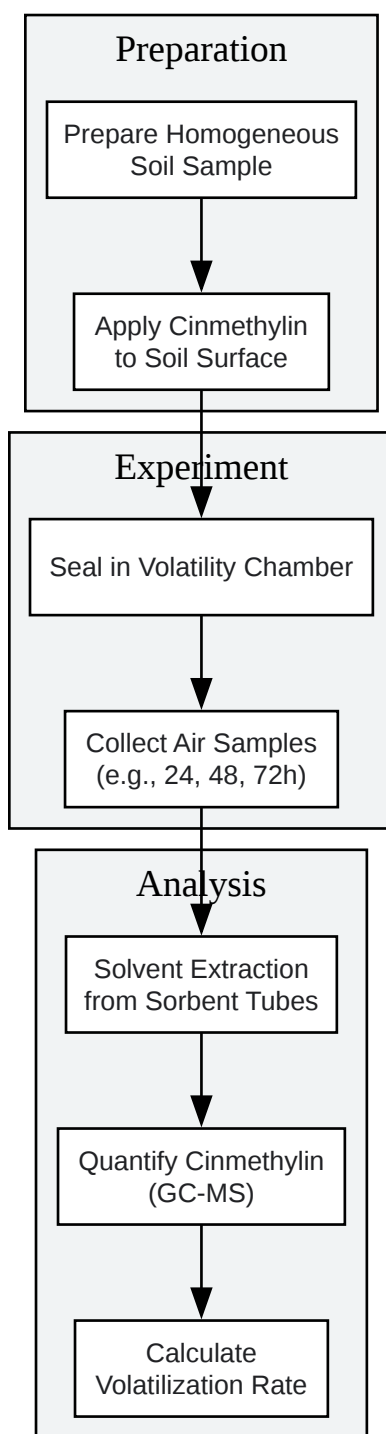 Preparation
Prepare Homogeneous
Soil Sample
Apply Cinmethylin
to Soil Surface
Experiment
Seal in Volatility Chamber
Collect Air Samples
(e.g., 24, 48, 72h)
Analysis
Solvent Extraction
from Sorbent Tubes
Quantify Cinmethylin
(GC-MS)
Calculate
Volatilization Rate